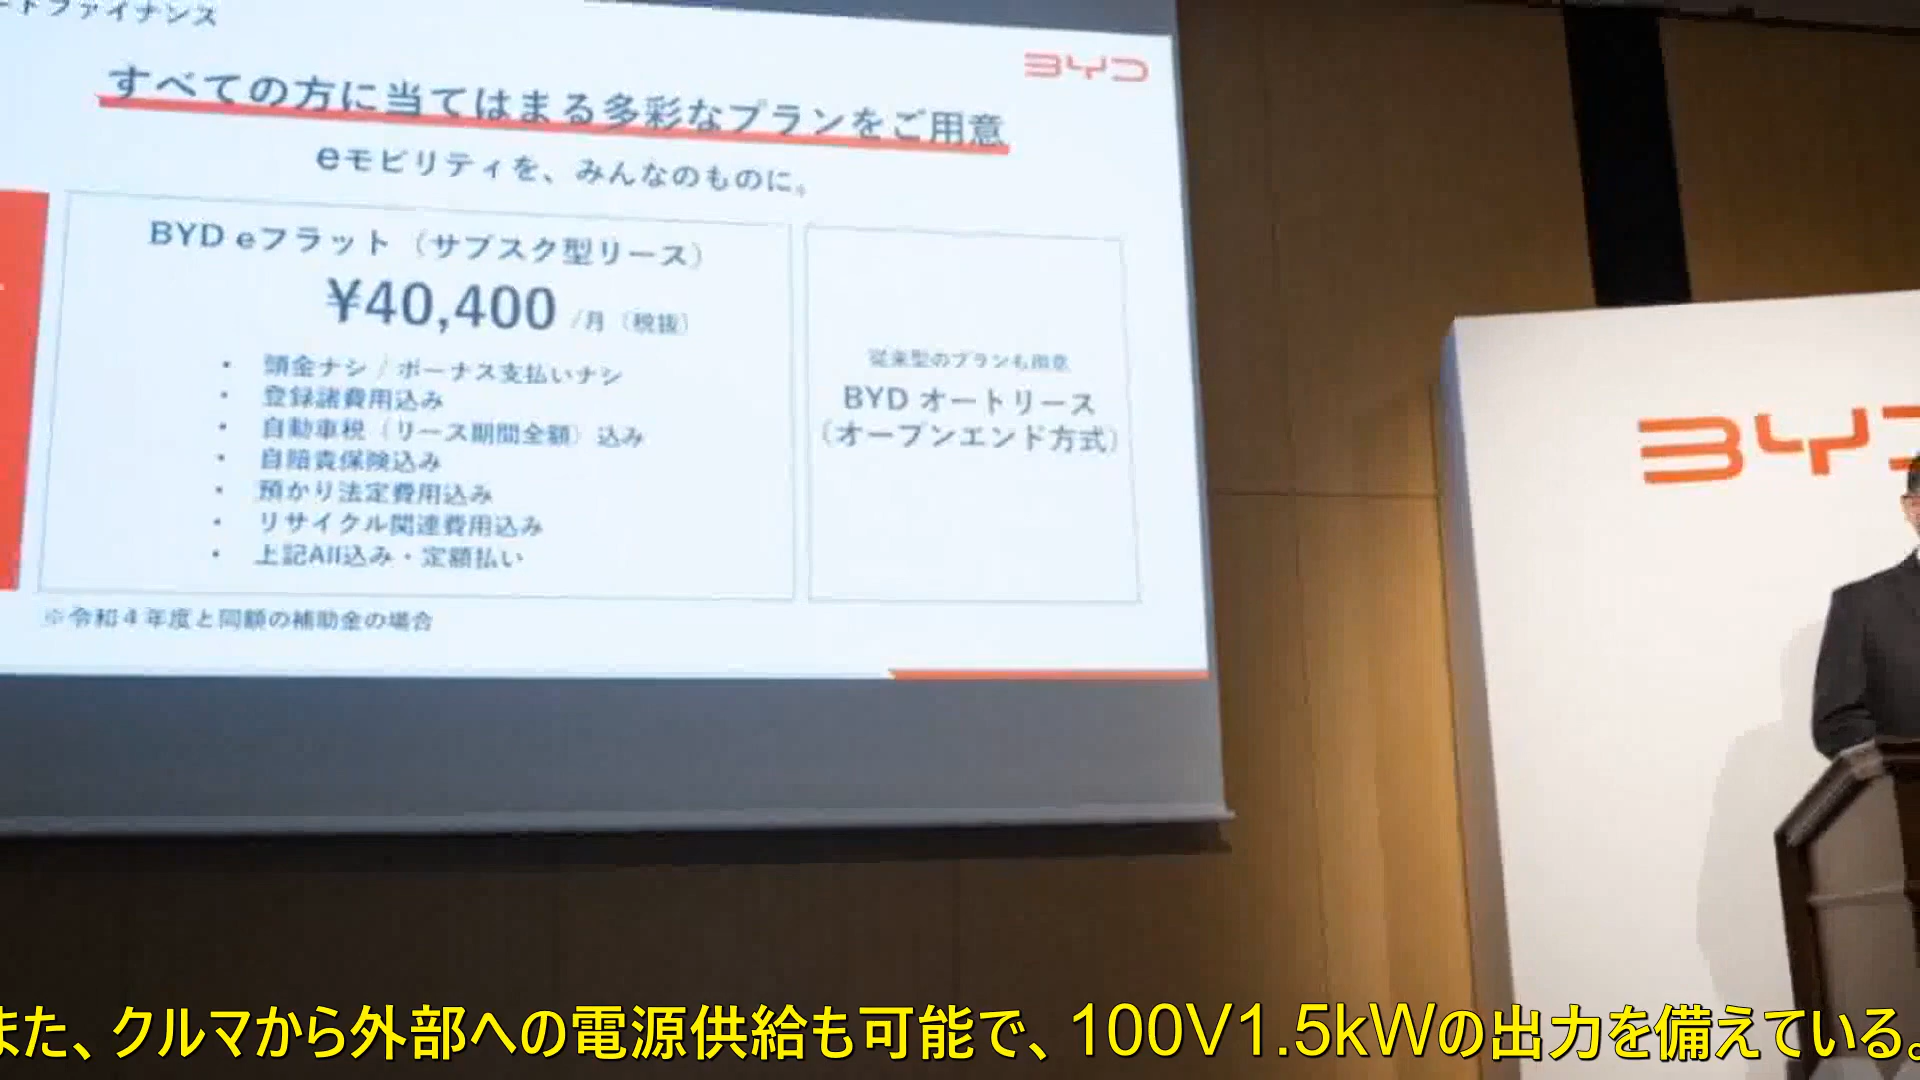 ートファイナンス
BYD
すべての方に当てはまる多彩なプランをご用意
eモビリティを、みんなのものに。
BYD eフラット（サブスク型リース）
¥40,400 /月（税抜）
・ 頭金ナシ / ボーナス支払いナシ
・ 登録諸費用込み
・ 自動車税（リース期間全額）込み
・ 自賠責保険込み
・ 預かり法定費用込み
・ リサイクル関連費用込み
・ 上記All込み・定額払い
従来型のプランも用意
BYD オートリース
（オープンエンド方式）
※令和４年度と同額の補助金の場合
BYD
また、クルマから外部への電源供給も可能で、100V1.5kWの出力を備えている。